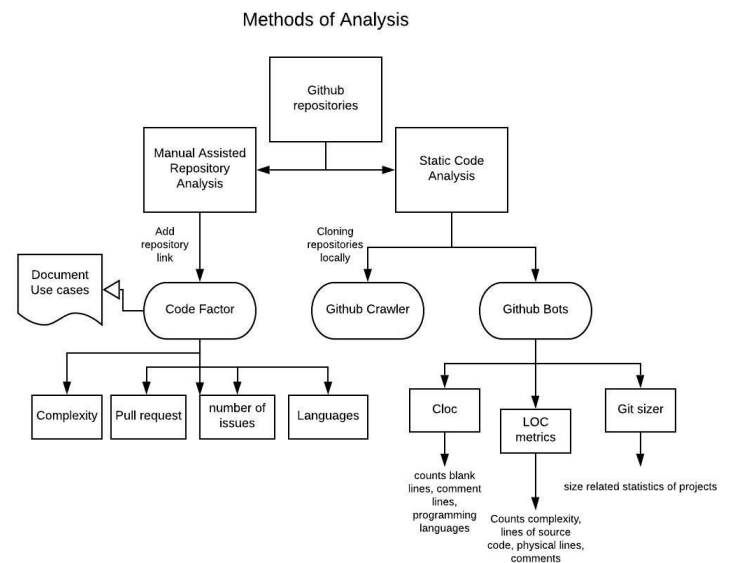 Methods of Analysis
Github
repositories
Manual Assisted
Repository
Analysis
Static Code
Analysis
Add
repository
link
Cloning
repositories
locally
Document
Use cases
Code Factor
Github Crawler
Github Bots
Complexity
Pull request
number of
issues
Languages
Cloc
LOC
metrics
Git sizer
counts blank
lines, comment
lines,
programming
languages
Counts complexity,
lines of source
code, physical lines,
comments
size related statistics of projects